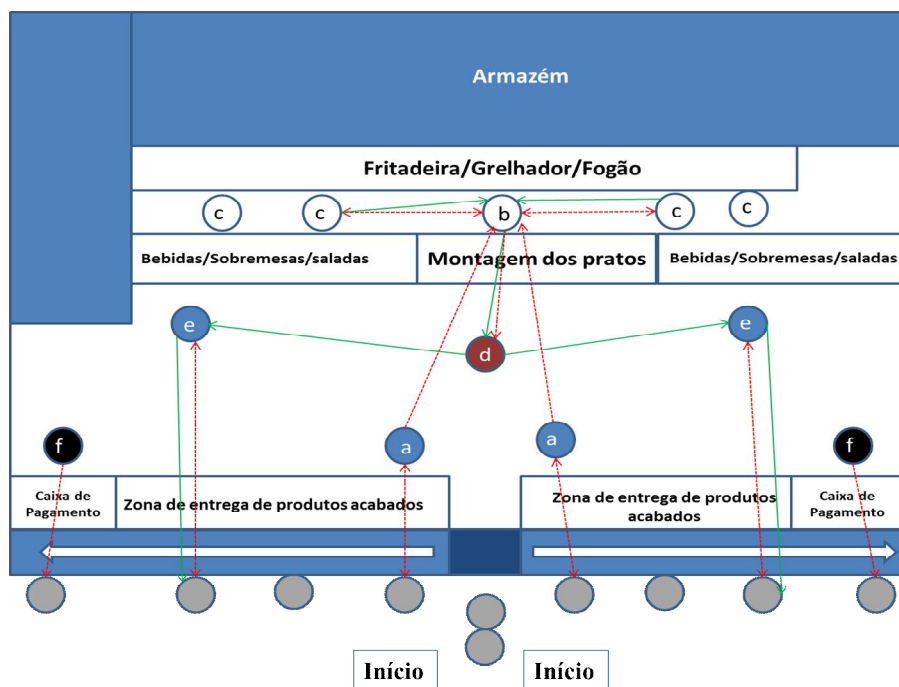 Armazém
Fritadeira/Grelhador/Fogão
c
c
b
c
c
Bebidas/Sobremesas/saladas
Montagem dos pratos
Bebidas/Sobremesas/saladas
e
e
d
f
a
a
f
Caixa de
Pagamento
Zona de entrega de produtos acabados
Zona de entrega de produtos
acabados
Caixa de
Pagamento
Início
Início